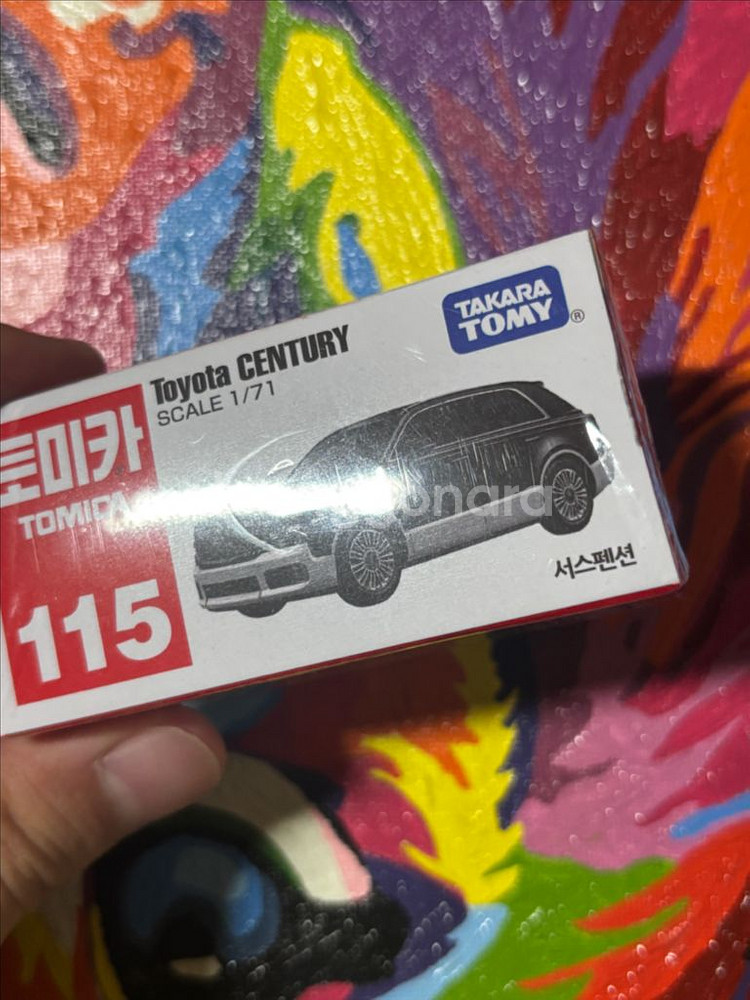 TAKARA
TOMY®
Toyota CENTURY
SCALE 1/71
토미카
TOMICA
115
서스펜션